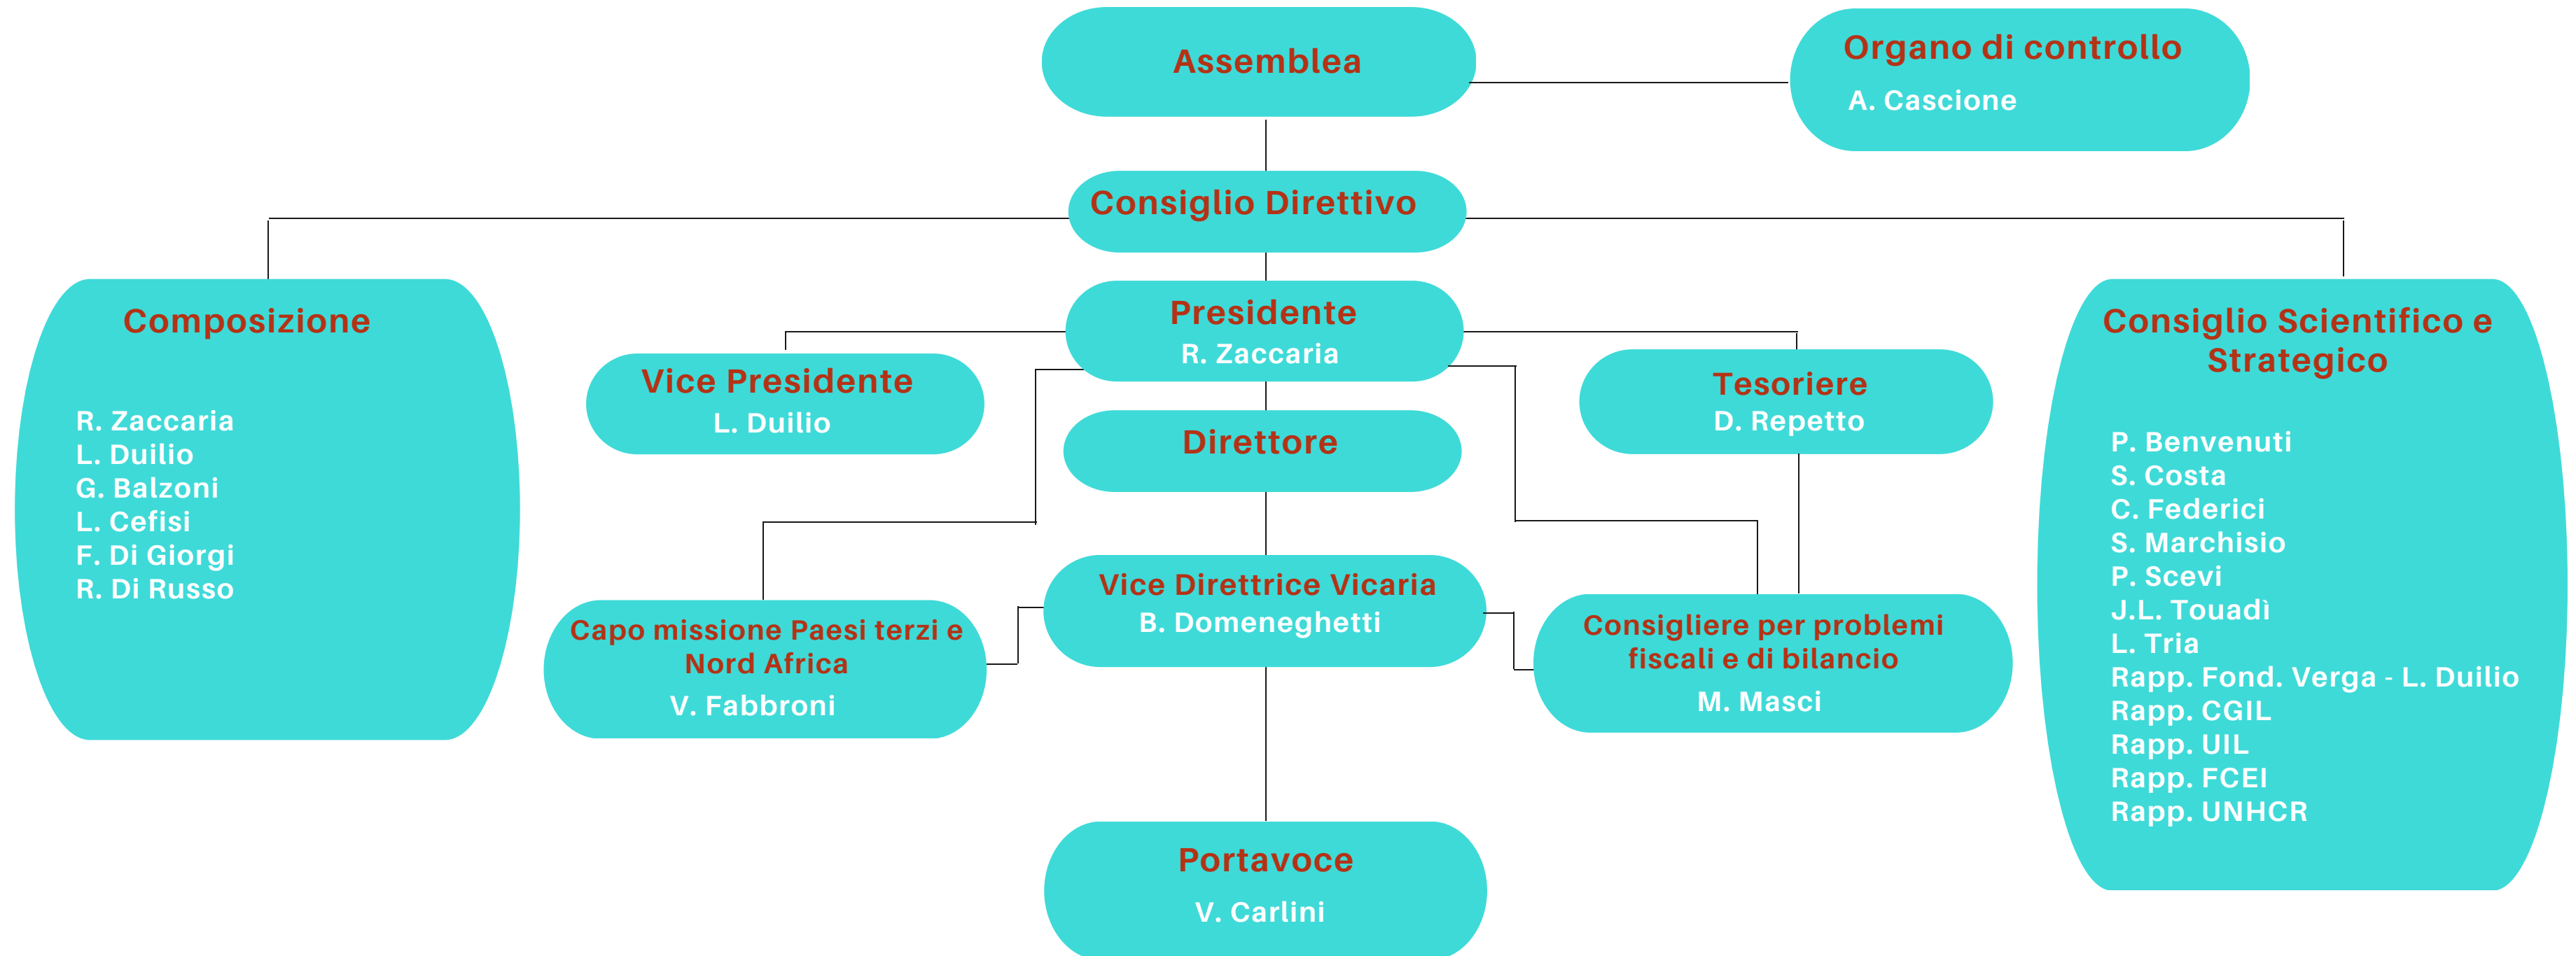 Assemblea
Organo di controllo
A. Cascione
Consiglio Direttivo
Composizione
R. Zaccaria
L. Duilio
G. Balzoni
L. Cefisi
F. Di Giorgi
R. Di Russo
Presidente
R. Zaccaria
Vice Presidente
L. Duilio
Tesoriere
D. Repetto
Direttore
Vice Direttrice Vicaria
B. Domeneghetti
Capo missione Paesi terzi e
Nord Africa
V. Fabbroni
Consigliere per problemi
fiscali e di bilancio
M. Masci
Portavoce
V. Carlini
Consiglio Scientifico e
Strategico
P. Benvenuti
S. Costa
C. Federici
S. Marchisio
P. Scevi
J.L. Touadì
L. Tria
Rapp. Fond. Verga - L. Duilio
Rapp. CGIL
Rapp. UIL
Rapp. FCEI
Rapp. UNHCR